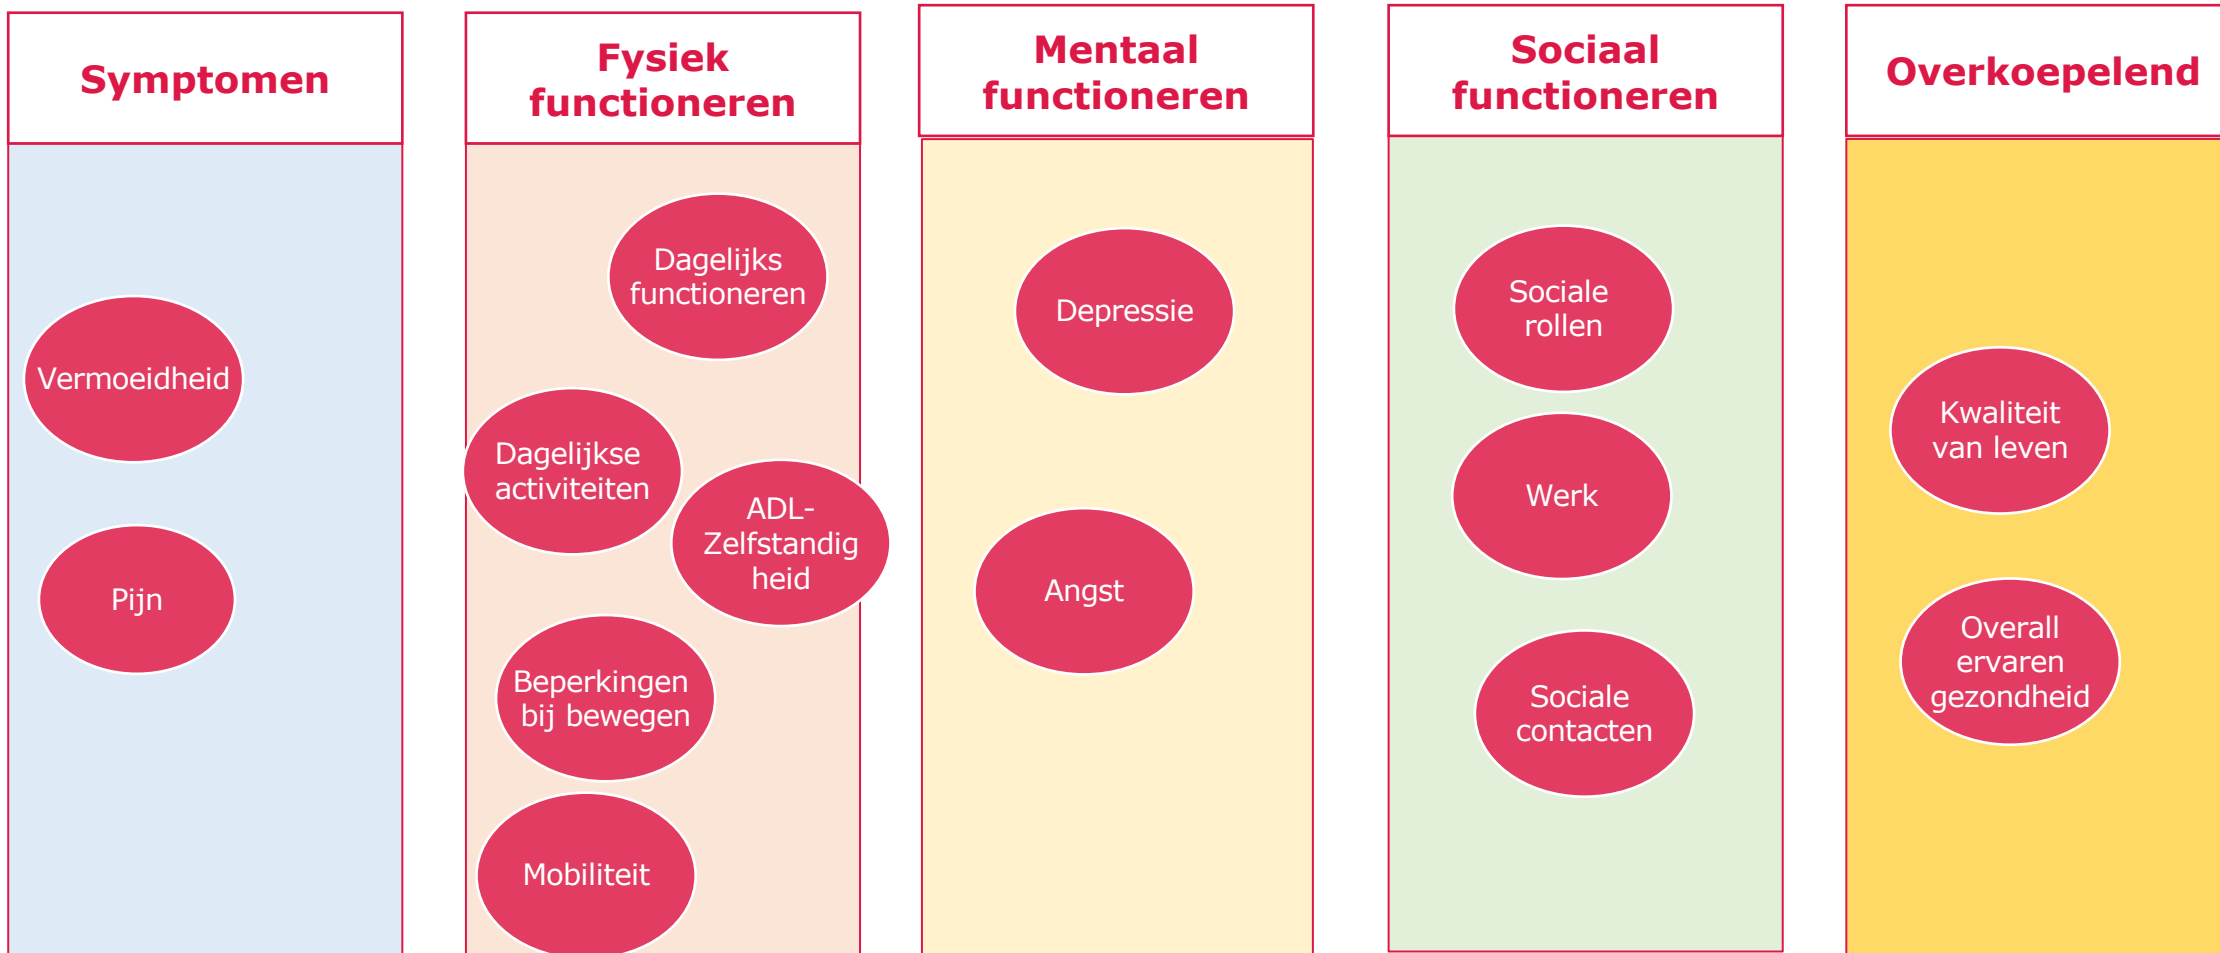 Symptomen
Vermoeidheid
Pijn
Fysiek
functioneren
Dagelijks
functioneren
Dagelijkse
activiteiten
ADL-
Zelfstandig
heid
Beperkingen
bij bewegen
Mobiliteit
Mentaal
functioneren
Depressie
Angst
Sociaal
functioneren
Sociale
rollen
Werk
Sociale
contacten
Overkoepelend
Kwaliteit
van leven
Overall
ervaren
gezondheid